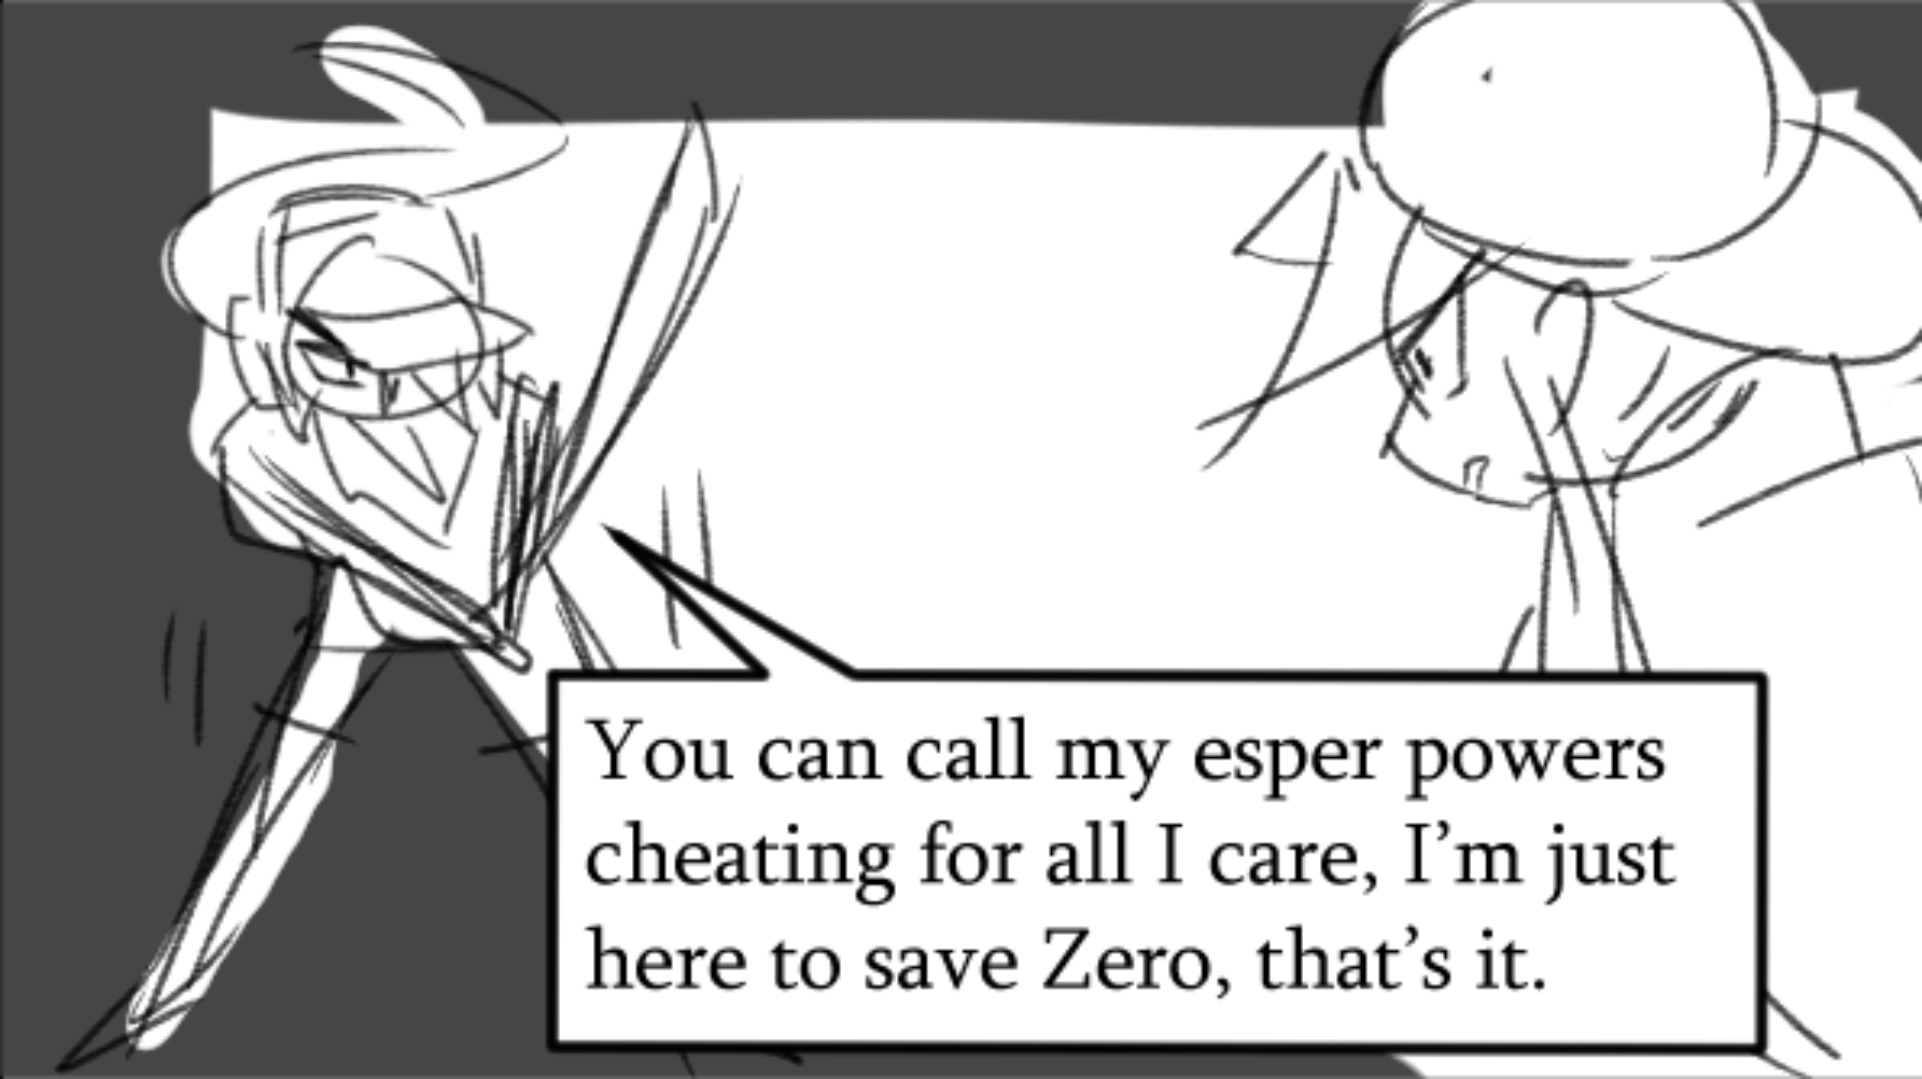 You can call my esper powers
cheating for all I care, I’m just
here to save Zero, that’s it.